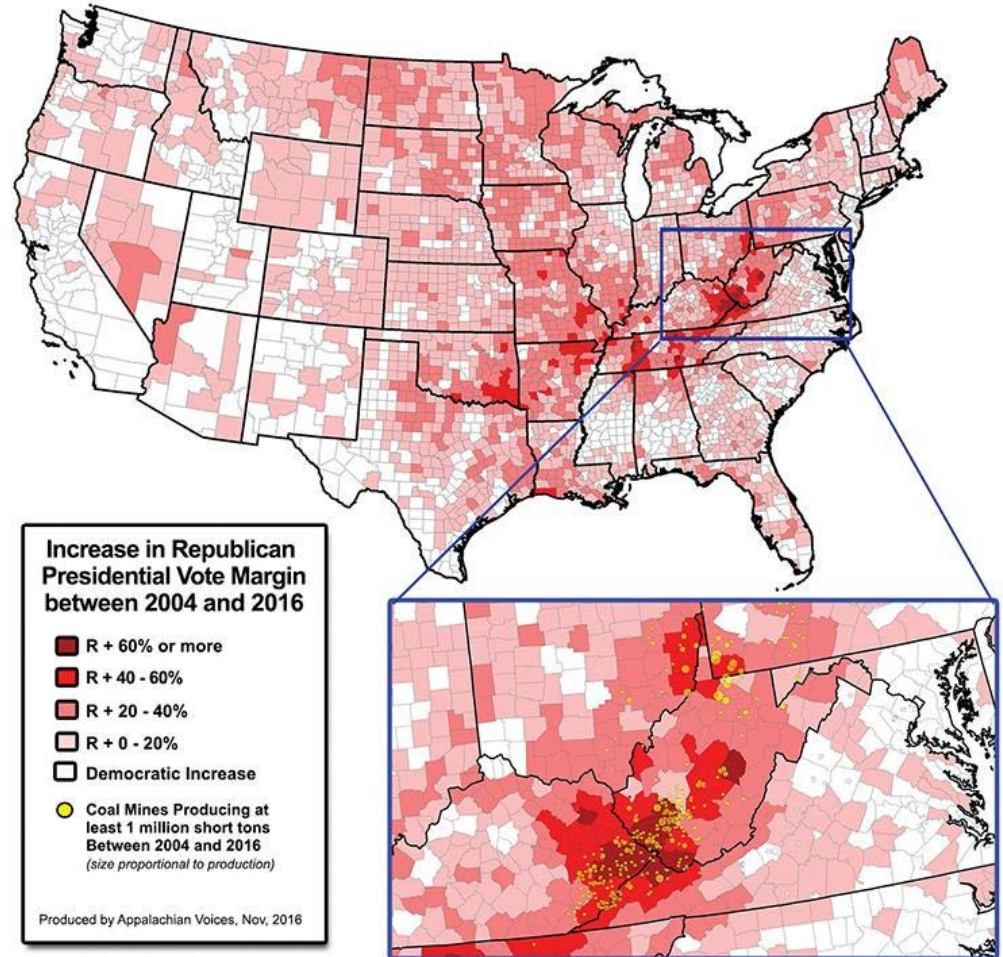 Increase in Republican
Presidential Vote Margin
between 2004 and 2016
R + 60% or more
R + 40 - 60%
R + 20 - 40%
R + 0 - 20%
Democratic Increase
Coal Mines Producing at
least 1 million short tons
Between 2004 and 2016
(size proportional to production)
Produced by Appalachian Voices, Nov, 2016